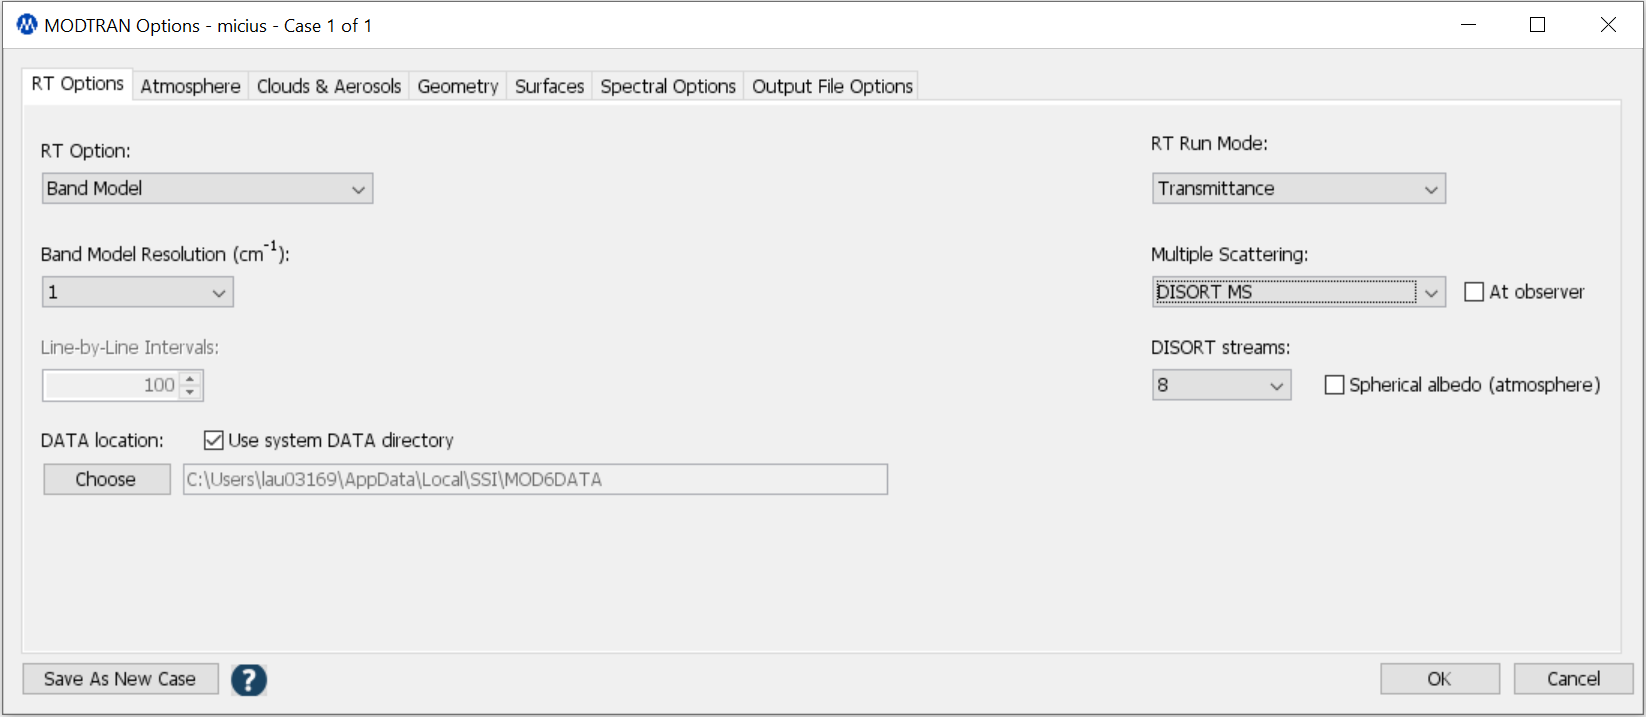 MODTRAN Options - micius - Case 1 of 1
RT Options Atmosphere Clouds & Aerosols Geometry Surfaces Spectral Options Output File Options
RT Option:
Band Model
Band Model Resolution (cm⁻¹):
1
Line-by-Line Intervals:
100
DATA location: Use system DATA directory
Choose C:\Users\lau03169\AppData\Local\SSI\MOD6DATA
RT Run Mode:
Transmittance
Multiple Scattering:
DISORT MS At observer
DISORT streams:
8 Spherical albedo (atmosphere)
Save As New Case ? OK Cancel